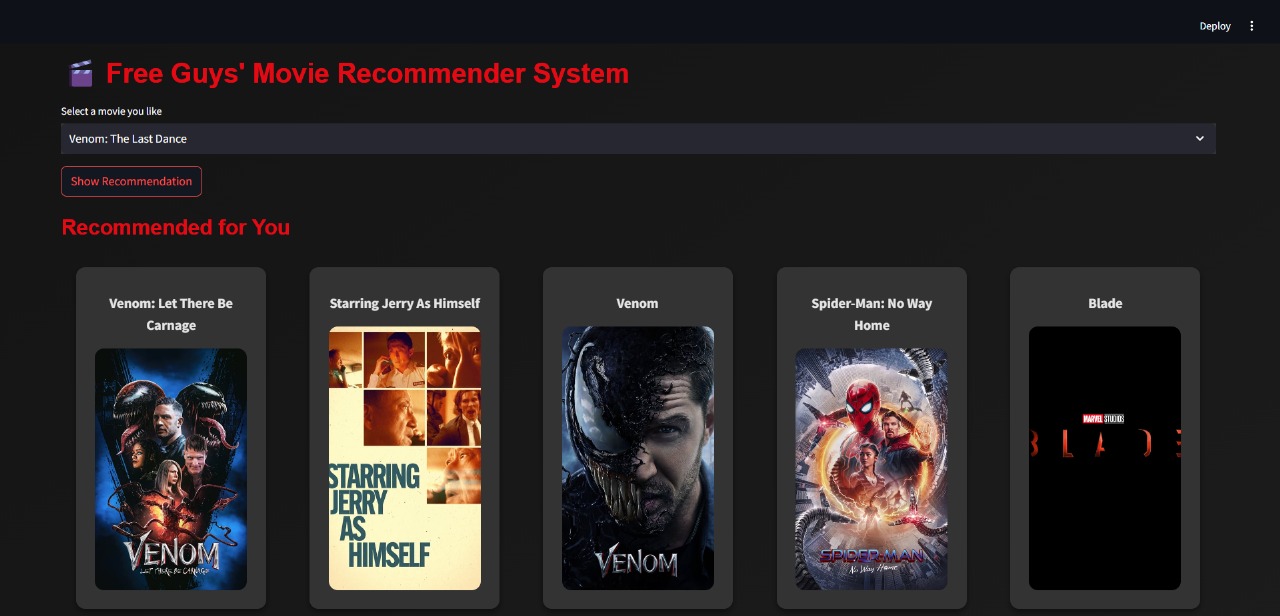 Deploy
Free Guys' Movie Recommender System
Select a movie you like
Venom: The Last Dance
Show Recommendation
Recommended for You
Venom: Let There Be
Carnage
VENOM
LET THERE BE CARNAGE
Starring Jerry As Himself
STARRING
JERRY
AS
HIMSELF
Venom
VENOM
Spider-Man: No Way
Home
SPIDER-MAN
No Way Home
Blade
MARVEL STUDIOS
BLADE